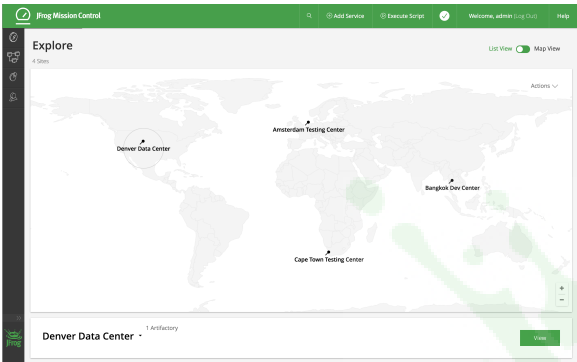 JFrog Mission Control
Add Service
Execute Script
Welcome, admin (Log Out)
Help
Explore
4 Sites
List View
Map View
Actions
Amsterdam Testing Center
Denver Data Center
Bangkok Dev Center
Cape Town Testing Center
+
−
Denver Data Center
1 Artifactory
View
JFrog